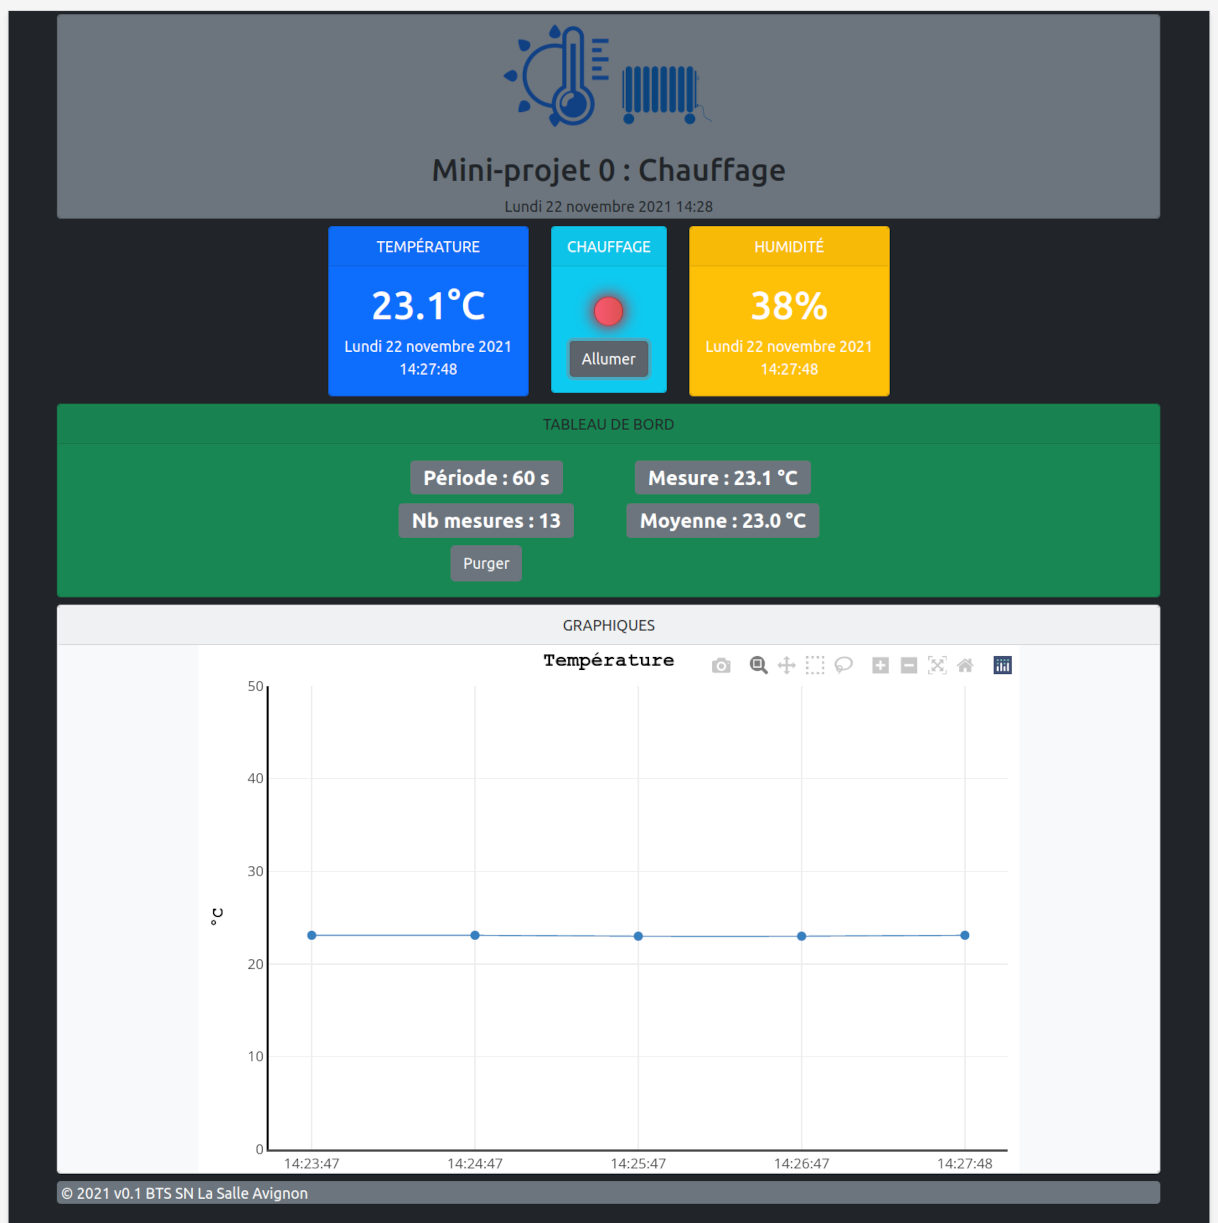 Mini-projet 0 : Chauffage
Lundi 22 novembre 2021 14:28
TEMPÉRATURE
23.1°C
Lundi 22 novembre 2021
14:27:48
CHAUFFAGE
Allumer
HUMIDITÉ
38%
Lundi 22 novembre 2021
14:27:48
TABLEAU DE BORD
Période : 60 s
Mesure : 23.1 °C
Nb mesures : 13
Moyenne : 23.0 °C
Purger
GRAPHIQUES
Température
50
40
30
20
10
0
°C
14:23:47
14:24:47
14:25:47
14:26:47
14:27:48
© 2021 v0.1 BTS SN La Salle Avignon